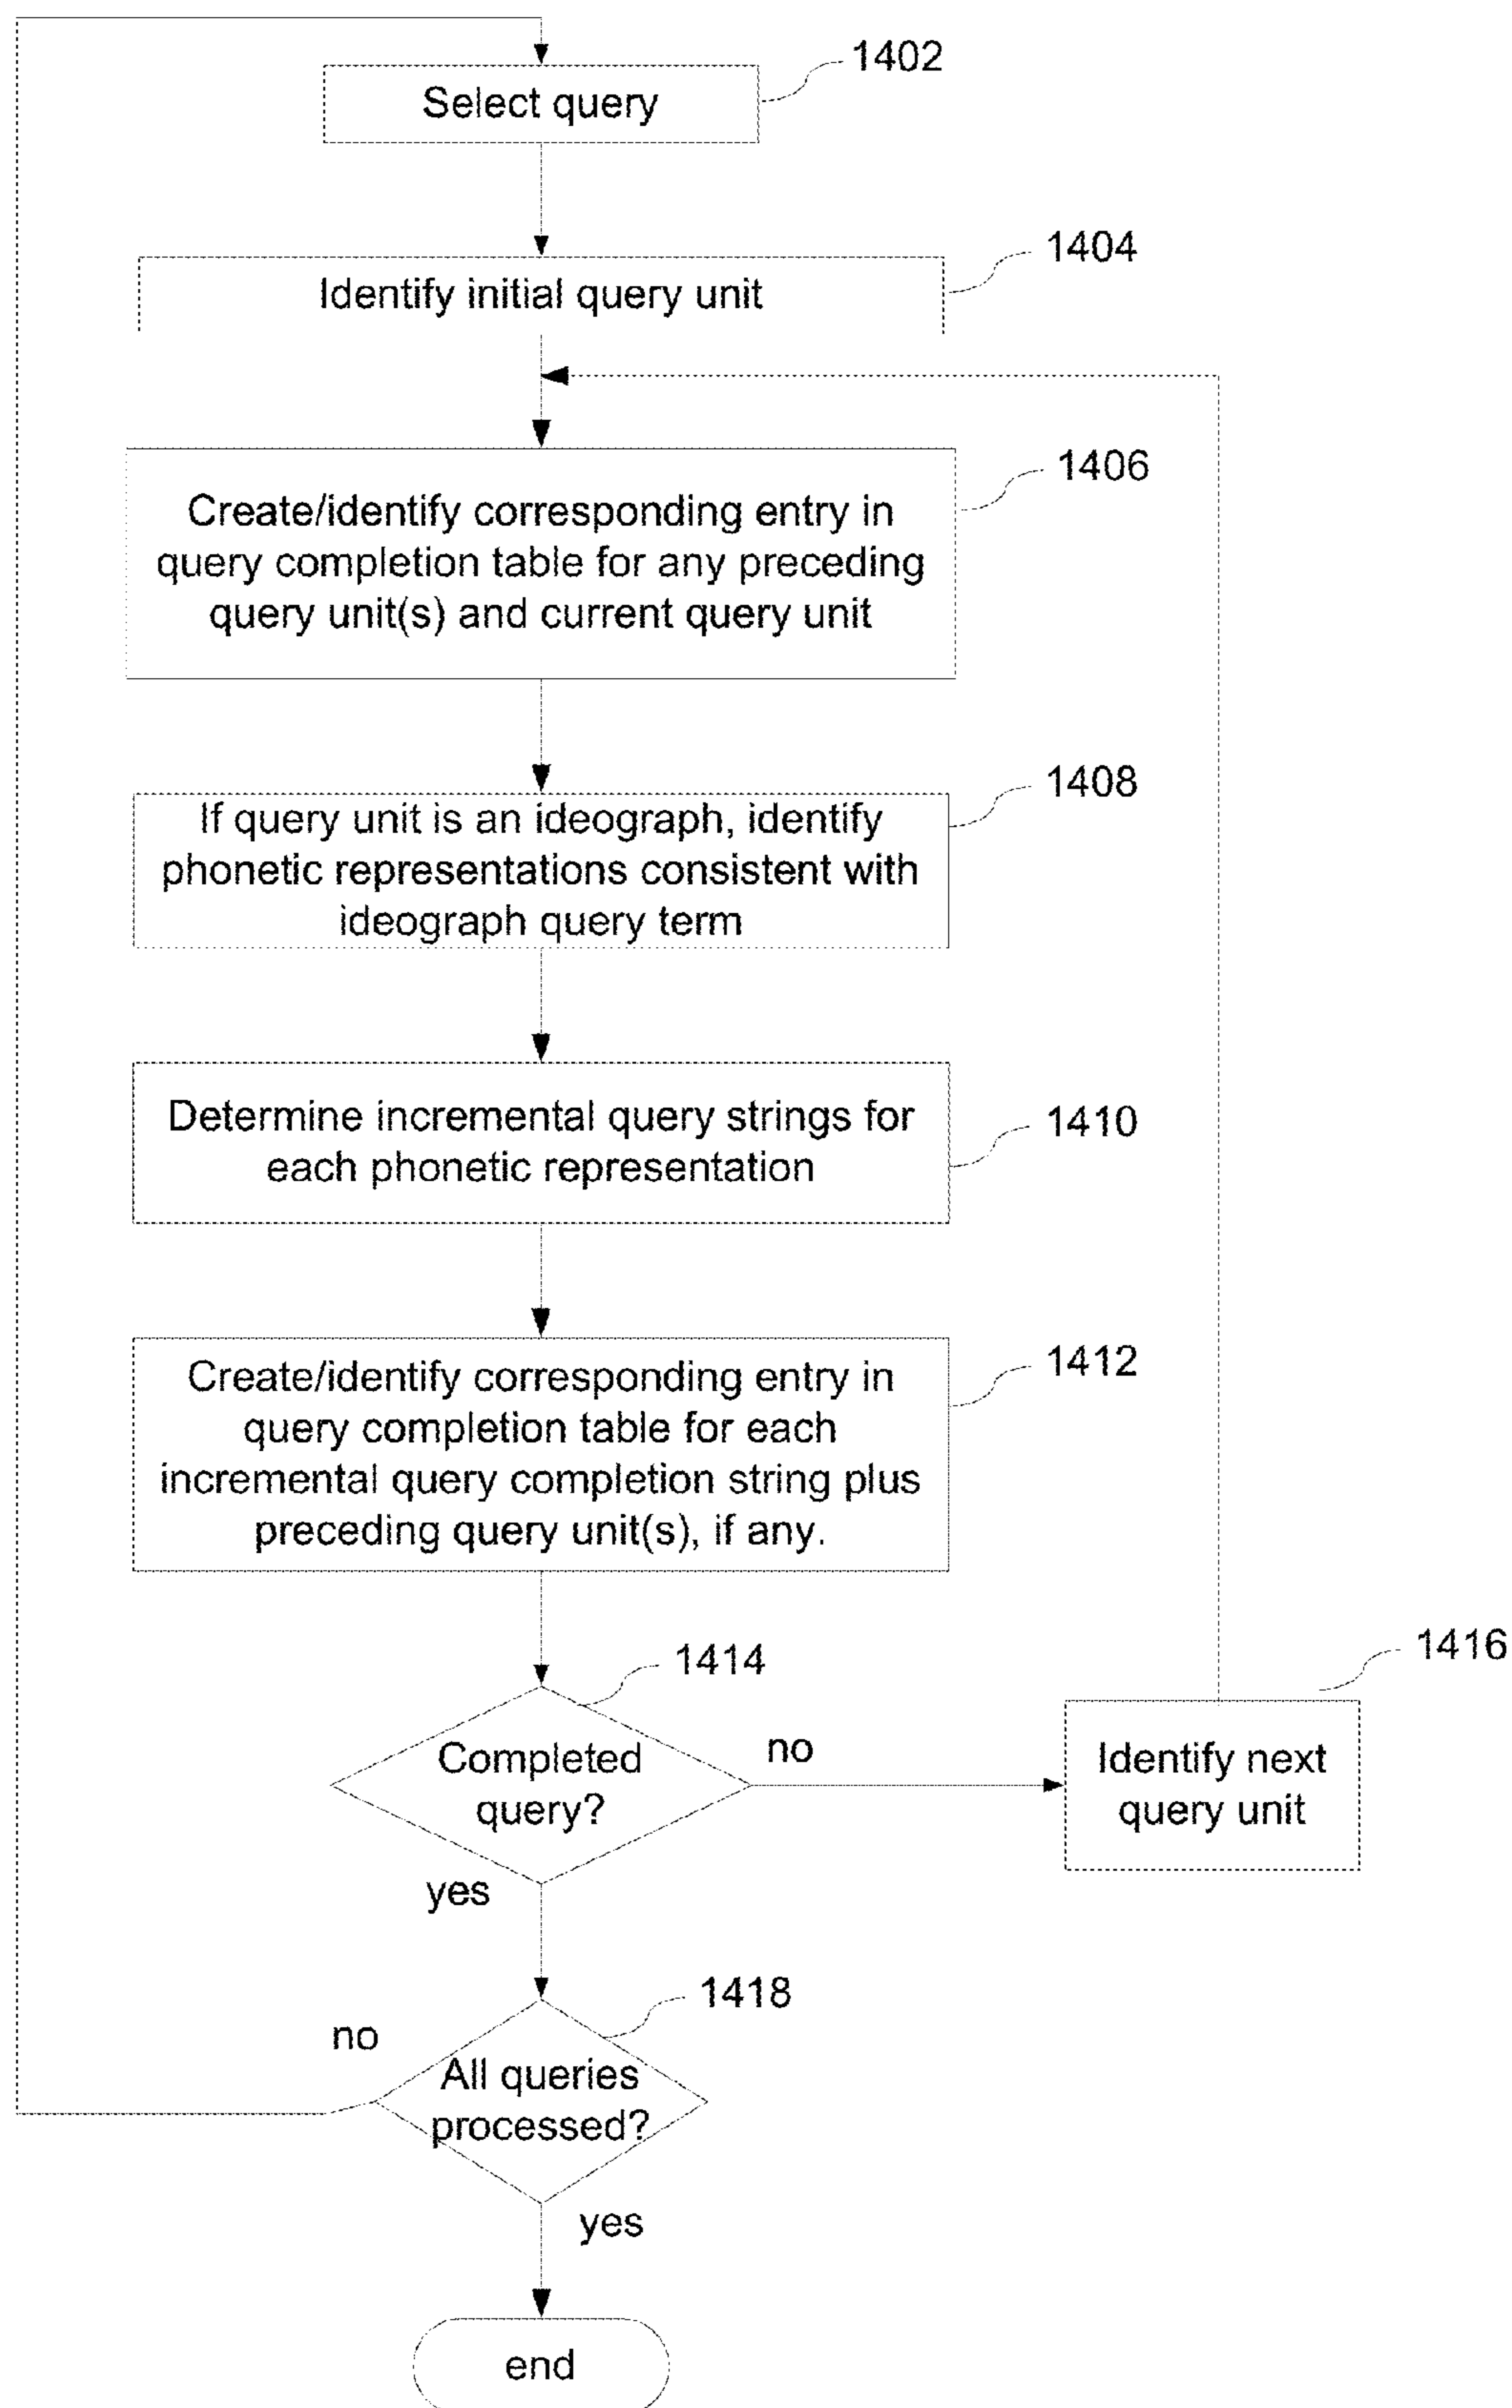 1402
Select query
1404
Identify initial query unit
1406
Create/identify corresponding entry in
query completion table for any preceding
query unit(s) and current query unit
1408
If query unit is an ideograph, identify
phonetic representations consistent with
ideograph query term
1410
Determine incremental query strings for
each phonetic representation
1412
Create/identify corresponding entry in
query completion table for each
incremental query completion string plus
preceding query unit(s), if any.
1414
1416
Completed
query?
no
Identify next
query unit
yes
1418
no
All queries
processed?
yes
end